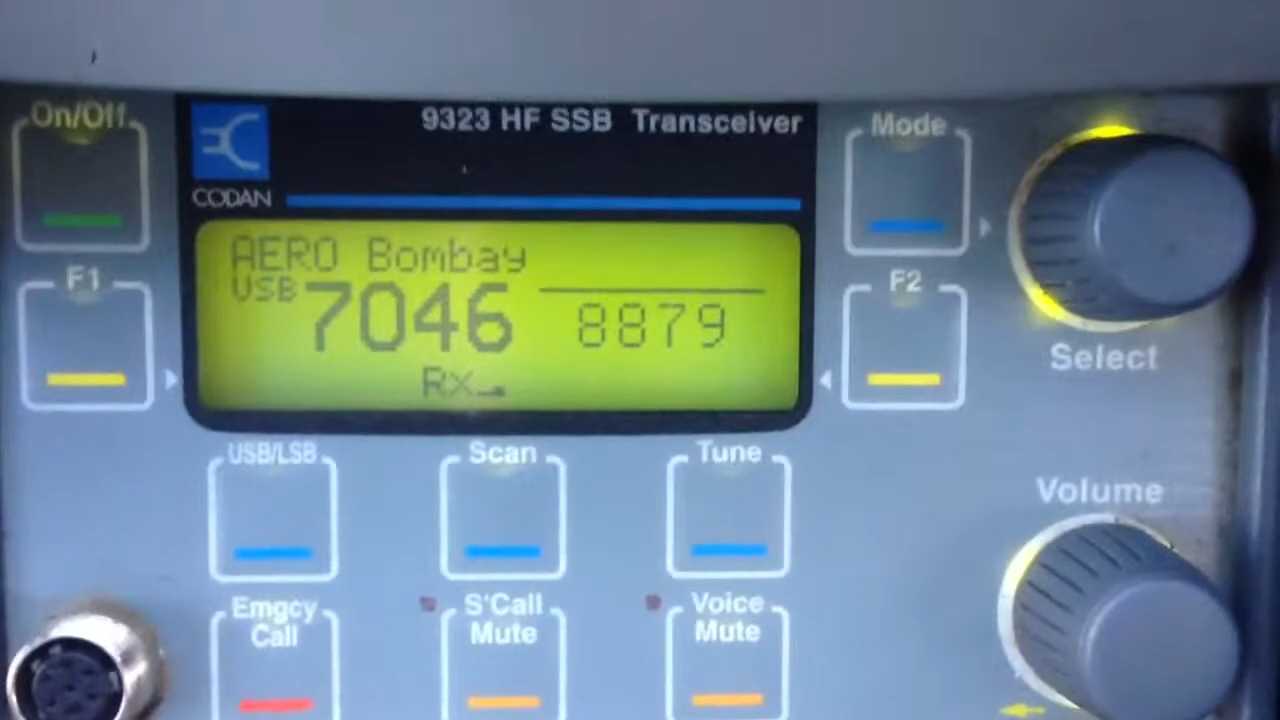 On/Off
9323 HF SSB Transceiver
Mode
CODAN
AERO Bombay
F1
F2
USB 7046 8879
Rx
Select
USB/LSB
Scan
Tune
Volume
Emgcy Call
S'Call Mute
Voice Mute